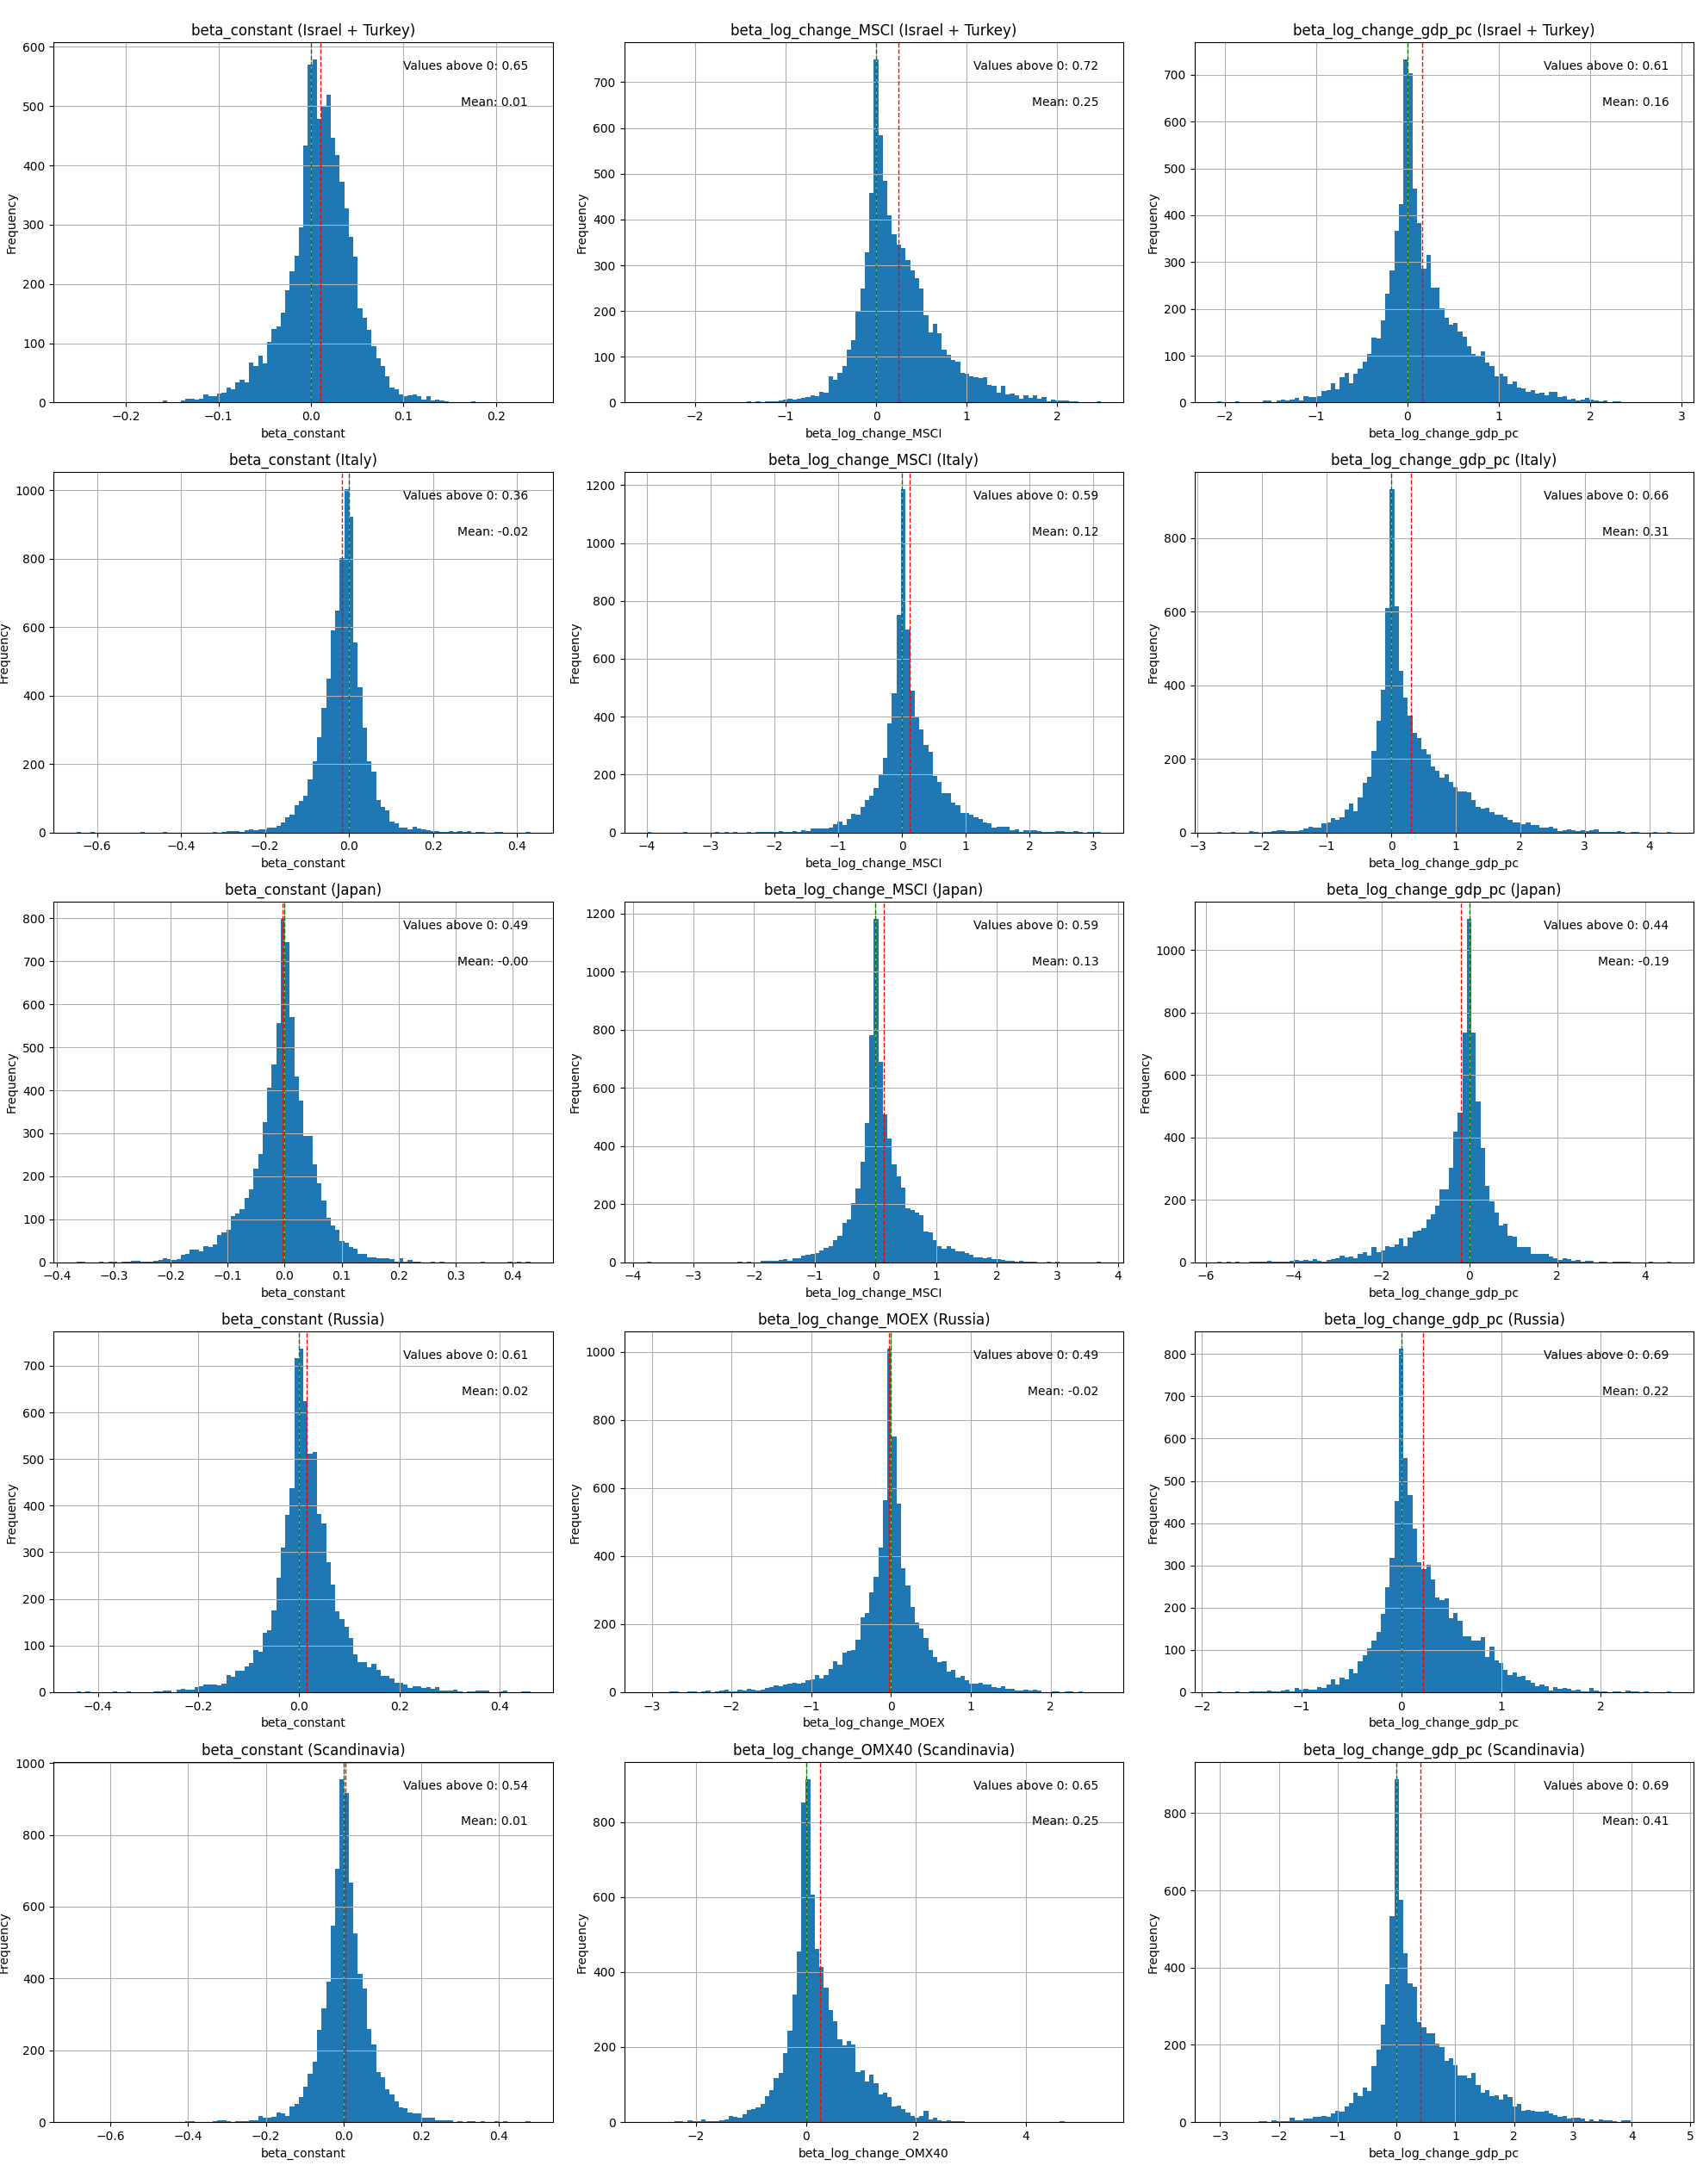 beta_constant (Israel + Turkey)
Values above 0: 0.65
Mean: 0.01
Frequency
600
500
400
300
200
100
0
−0.2 −0.1 0.0 0.1 0.2
beta_constant
beta_log_change_MSCI (Israel + Turkey)
Values above 0: 0.72
Mean: 0.25
Frequency
700
600
500
400
300
200
100
0
−2 −1 0 1 2
beta_log_change_MSCI
beta_log_change_gdp_pc (Israel + Turkey)
Values above 0: 0.61
Mean: 0.16
Frequency
700
600
500
400
300
200
100
0
−2 −1 0 1 2 3
beta_log_change_gdp_pc
beta_constant (Italy)
Values above 0: 0.36
Mean: -0.02
Frequency
1000
800
600
400
200
0
−0.6 −0.4 −0.2 0.0 0.2 0.4
beta_constant
beta_log_change_MSCI (Italy)
Values above 0: 0.59
Mean: 0.12
Frequency
1200
1000
800
600
400
200
0
−4 −3 −2 −1 0 1 2 3
beta_log_change_MSCI
beta_log_change_gdp_pc (Italy)
Values above 0: 0.66
Mean: 0.31
Frequency
800
600
400
200
0
−3 −2 −1 0 1 2 3 4
beta_log_change_gdp_pc
beta_constant (Japan)
Values above 0: 0.49
Mean: -0.00
Frequency
800
700
600
500
400
300
200
100
0
−0.4 −0.3 −0.2 −0.1 0.0 0.1 0.2 0.3 0.4
beta_constant
beta_log_change_MSCI (Japan)
Values above 0: 0.59
Mean: 0.13
Frequency
1200
1000
800
600
400
200
0
−4 −3 −2 −1 0 1 2 3 4
beta_log_change_MSCI
beta_log_change_gdp_pc (Japan)
Values above 0: 0.44
Mean: -0.19
Frequency
1000
800
600
400
200
0
−6 −4 −2 0 2 4
beta_log_change_gdp_pc
beta_constant (Russia)
Values above 0: 0.61
Mean: 0.02
Frequency
700
600
500
400
300
200
100
0
−0.4 −0.2 0.0 0.2 0.4
beta_constant
beta_log_change_MOEX (Russia)
Values above 0: 0.49
Mean: -0.02
Frequency
1000
800
600
400
200
0
−3 −2 −1 0 1 2
beta_log_change_MOEX
beta_log_change_gdp_pc (Russia)
Values above 0: 0.69
Mean: 0.22
Frequency
800
700
600
500
400
300
200
100
0
−2 −1 0 1 2
beta_log_change_gdp_pc
beta_constant (Scandinavia)
Values above 0: 0.54
Mean: 0.01
Frequency
1000
800
600
400
200
0
−0.6 −0.4 −0.2 0.0 0.2 0.4
beta_constant
beta_log_change_OMX40 (Scandinavia)
Values above 0: 0.65
Mean: 0.25
Frequency
800
600
400
200
0
−2 0 2 4
beta_log_change_OMX40
beta_log_change_gdp_pc (Scandinavia)
Values above 0: 0.69
Mean: 0.41
Frequency
800
600
400
200
0
−3 −2 −1 0 1 2 3 4 5
beta_log_change_gdp_pc